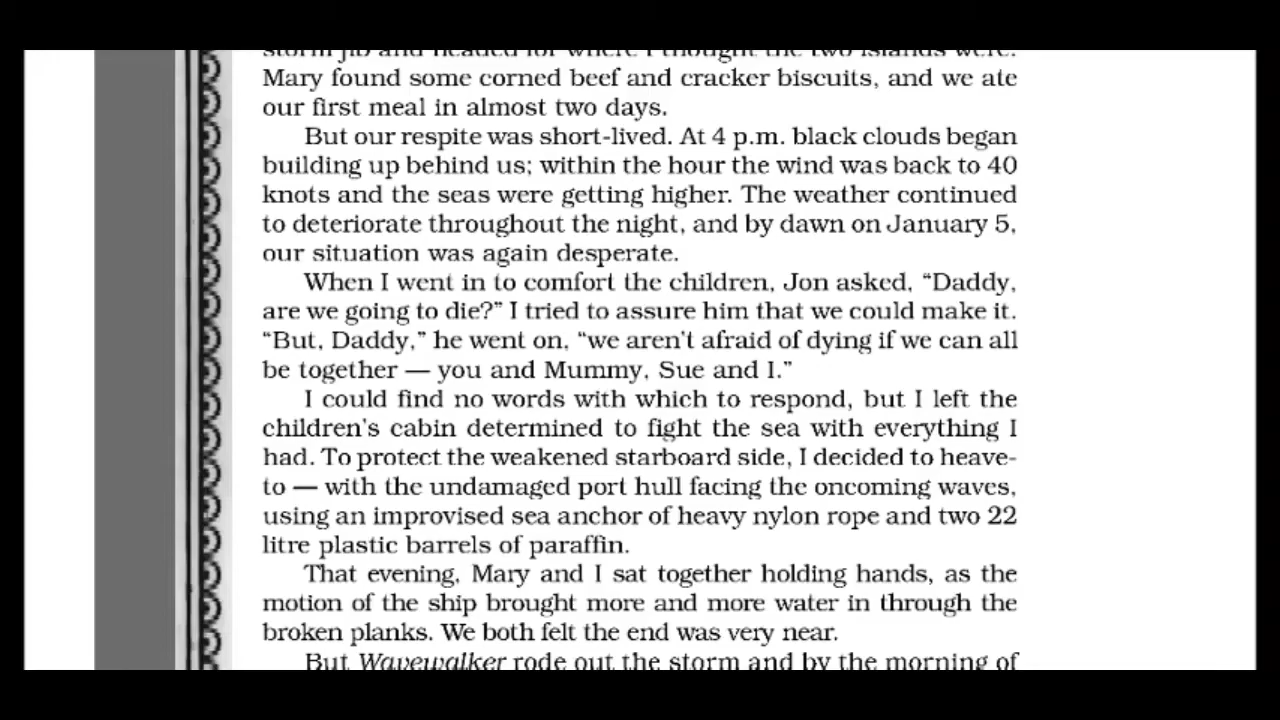 storm jib and headed for where I thought the two islands were.
Mary found some corned beef and cracker biscuits, and we ate
our first meal in almost two days.
But our respite was short-lived. At 4 p.m. black clouds began
building up behind us; within the hour the wind was back to 40
knots and the seas were getting higher. The weather continued
to deteriorate throughout the night, and by dawn on January 5,
our situation was again desperate.
When I went in to comfort the children, Jon asked, “Daddy,
are we going to die?” I tried to assure him that we could make it.
“But, Daddy,” he went on, “we aren't afraid of dying if we can all
be together — you and Mummy, Sue and I.”
I could find no words with which to respond, but I left the
children's cabin determined to fight the sea with everything I
had. To protect the weakened starboard side, I decided to heave-
to — with the undamaged port hull facing the oncoming waves,
using an improvised sea anchor of heavy nylon rope and two 22
litre plastic barrels of paraffin.
That evening, Mary and I sat together holding hands, as the
motion of the ship brought more and more water in through the
broken planks. We both felt the end was very near.
But Wavewalker rode out the storm and by the morning of